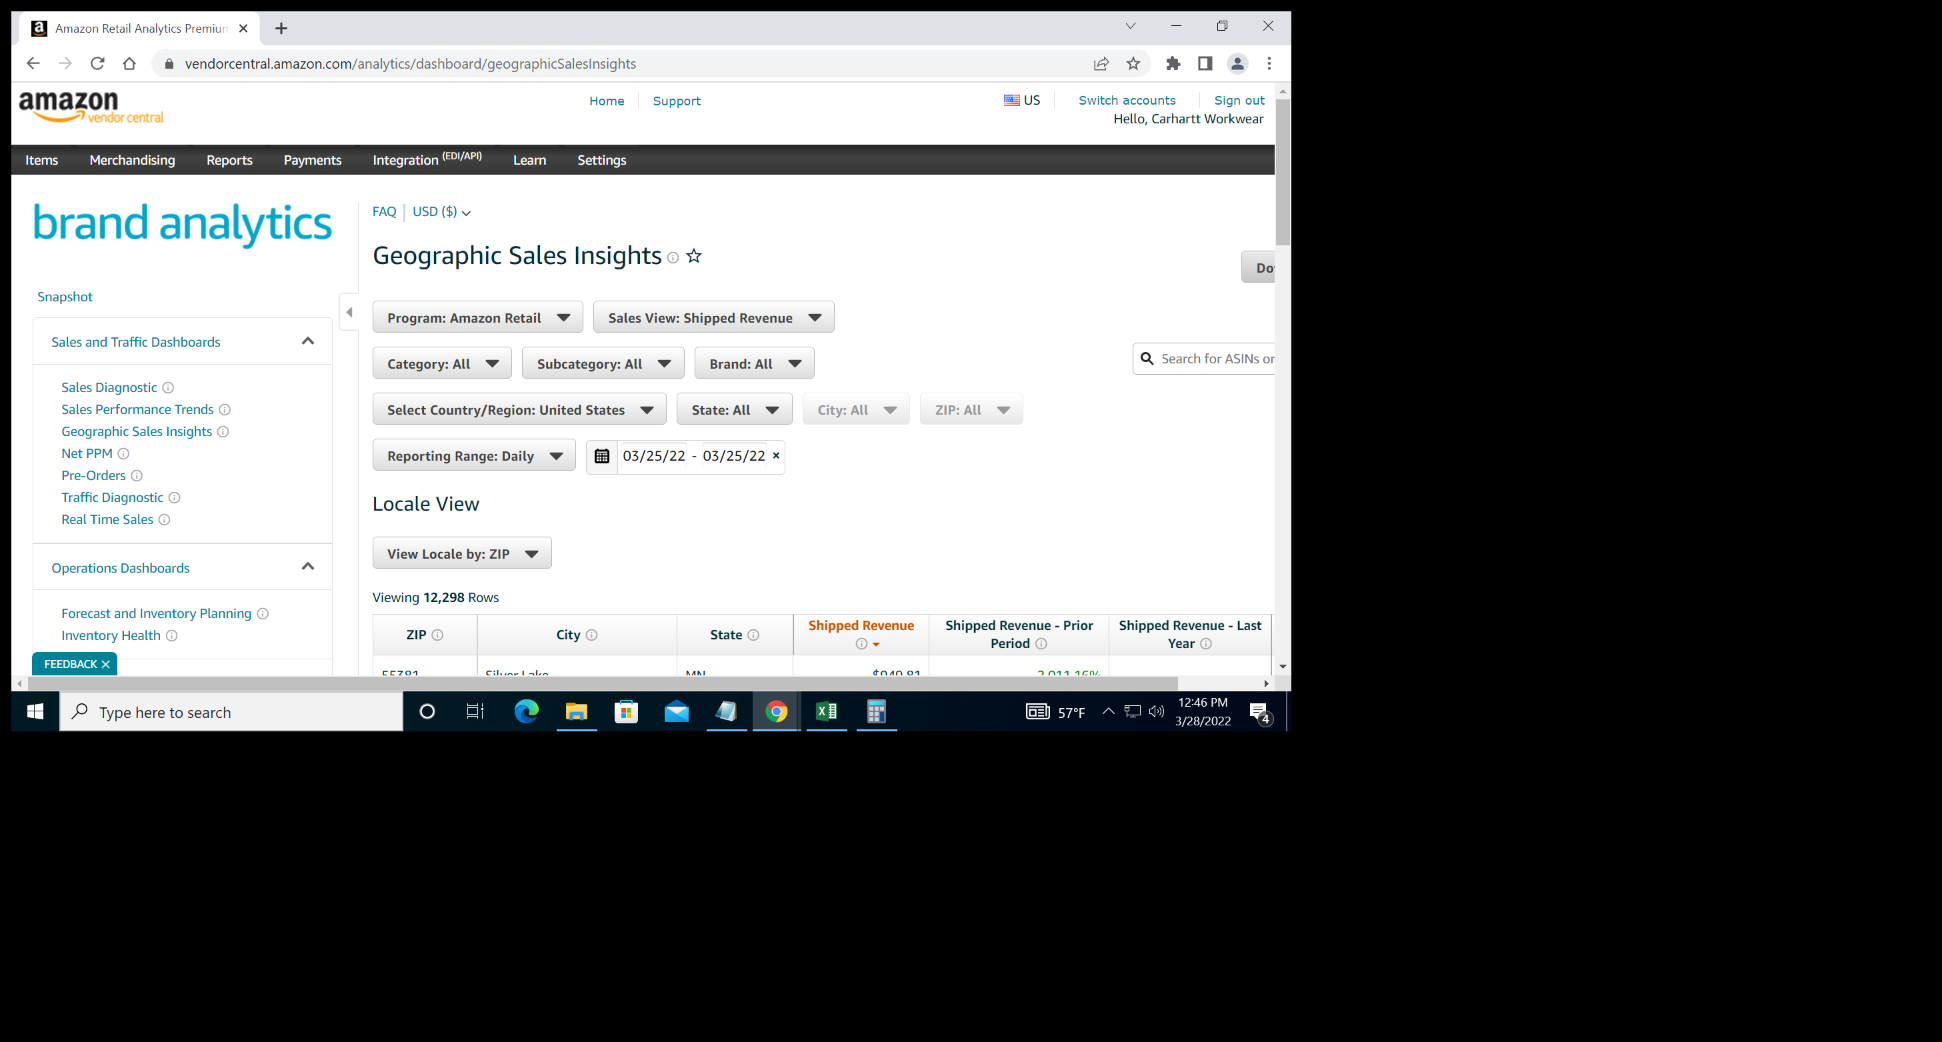 Amazon Retail Analytics Premium
vendorcentral.amazon.com/analytics/dashboard/geographicSalesInsights
amazon
vendor central
Home
Support
US
Switch accounts
Sign out
Hello, Carhartt Workwear
Items
Merchandising
Reports
Payments
Integration (EDI/API)
Learn
Settings
brand analytics
Snapshot
Sales and Traffic Dashboards
Sales Diagnostic
Sales Performance Trends
Geographic Sales Insights
Net PPM
Pre-Orders
Traffic Diagnostic
Real Time Sales
Operations Dashboards
Forecast and Inventory Planning
Inventory Health
FEEDBACK
FAQ
USD ($)
Geographic Sales Insights
Do
Program: Amazon Retail
Sales View: Shipped Revenue
Category: All
Subcategory: All
Brand: All
Search for ASINs or
Select Country/Region: United States
State: All
City: All
ZIP: All
Reporting Range: Daily
03/25/22 - 03/25/22 ×
Locale View
View Locale by: ZIP
Viewing 12,298 Rows
ZIP
City
State
Shipped Revenue
Shipped Revenue - Prior
Period
Shipped Revenue - Last
Year
55381
Silver Lake
MN
$949.81
2,011.16%
Type here to search
57°F
12:46 PM
3/28/2022
4